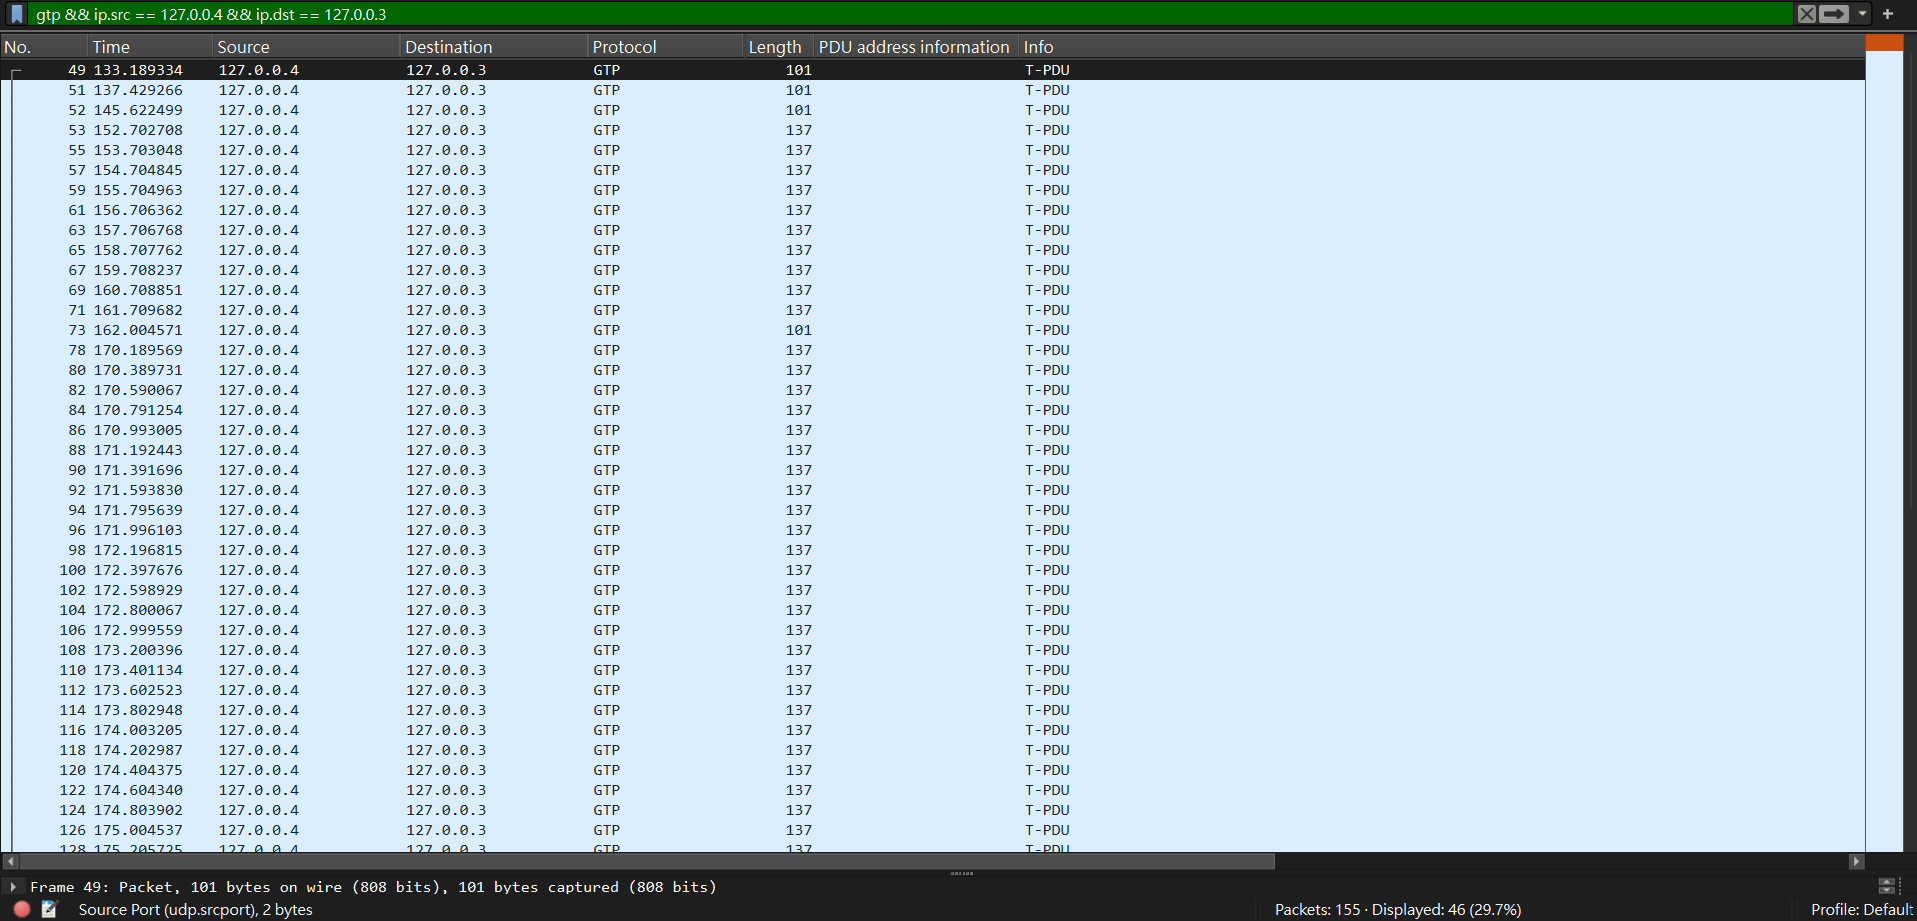 gtp && ip.src == 127.0.0.4 && ip.dst == 127.0.0.3
No. Time Source Destination Protocol Length PDU address information Info
49 133.189334 127.0.0.4 127.0.0.3 GTP 101 T-PDU
51 137.429266 127.0.0.4 127.0.0.3 GTP 101 T-PDU
52 145.622499 127.0.0.4 127.0.0.3 GTP 101 T-PDU
53 152.702708 127.0.0.4 127.0.0.3 GTP 137 T-PDU
55 153.703048 127.0.0.4 127.0.0.3 GTP 137 T-PDU
57 154.704845 127.0.0.4 127.0.0.3 GTP 137 T-PDU
59 155.704963 127.0.0.4 127.0.0.3 GTP 137 T-PDU
61 156.706362 127.0.0.4 127.0.0.3 GTP 137 T-PDU
63 157.706768 127.0.0.4 127.0.0.3 GTP 137 T-PDU
65 158.707762 127.0.0.4 127.0.0.3 GTP 137 T-PDU
67 159.708237 127.0.0.4 127.0.0.3 GTP 137 T-PDU
69 160.708851 127.0.0.4 127.0.0.3 GTP 137 T-PDU
71 161.709682 127.0.0.4 127.0.0.3 GTP 137 T-PDU
73 162.004571 127.0.0.4 127.0.0.3 GTP 101 T-PDU
78 170.189569 127.0.0.4 127.0.0.3 GTP 137 T-PDU
80 170.389731 127.0.0.4 127.0.0.3 GTP 137 T-PDU
82 170.590067 127.0.0.4 127.0.0.3 GTP 137 T-PDU
84 170.791254 127.0.0.4 127.0.0.3 GTP 137 T-PDU
86 170.993005 127.0.0.4 127.0.0.3 GTP 137 T-PDU
88 171.192443 127.0.0.4 127.0.0.3 GTP 137 T-PDU
90 171.391696 127.0.0.4 127.0.0.3 GTP 137 T-PDU
92 171.593830 127.0.0.4 127.0.0.3 GTP 137 T-PDU
94 171.795639 127.0.0.4 127.0.0.3 GTP 137 T-PDU
96 171.996103 127.0.0.4 127.0.0.3 GTP 137 T-PDU
98 172.196815 127.0.0.4 127.0.0.3 GTP 137 T-PDU
100 172.397676 127.0.0.4 127.0.0.3 GTP 137 T-PDU
102 172.598929 127.0.0.4 127.0.0.3 GTP 137 T-PDU
104 172.800067 127.0.0.4 127.0.0.3 GTP 137 T-PDU
106 172.999559 127.0.0.4 127.0.0.3 GTP 137 T-PDU
108 173.200396 127.0.0.4 127.0.0.3 GTP 137 T-PDU
110 173.401134 127.0.0.4 127.0.0.3 GTP 137 T-PDU
112 173.602523 127.0.0.4 127.0.0.3 GTP 137 T-PDU
114 173.802948 127.0.0.4 127.0.0.3 GTP 137 T-PDU
116 174.003205 127.0.0.4 127.0.0.3 GTP 137 T-PDU
118 174.202987 127.0.0.4 127.0.0.3 GTP 137 T-PDU
120 174.404375 127.0.0.4 127.0.0.3 GTP 137 T-PDU
122 174.604340 127.0.0.4 127.0.0.3 GTP 137 T-PDU
124 174.803902 127.0.0.4 127.0.0.3 GTP 137 T-PDU
126 175.004537 127.0.0.4 127.0.0.3 GTP 137 T-PDU
128 175.205725 127.0.0.4 127.0.0.3 GTP 137 T-PDU
Frame 49: Packet, 101 bytes on wire (808 bits), 101 bytes captured (808 bits)
Source Port (udp.srcport), 2 bytes Packets: 155 · Displayed: 46 (29.7%) Profile: Default